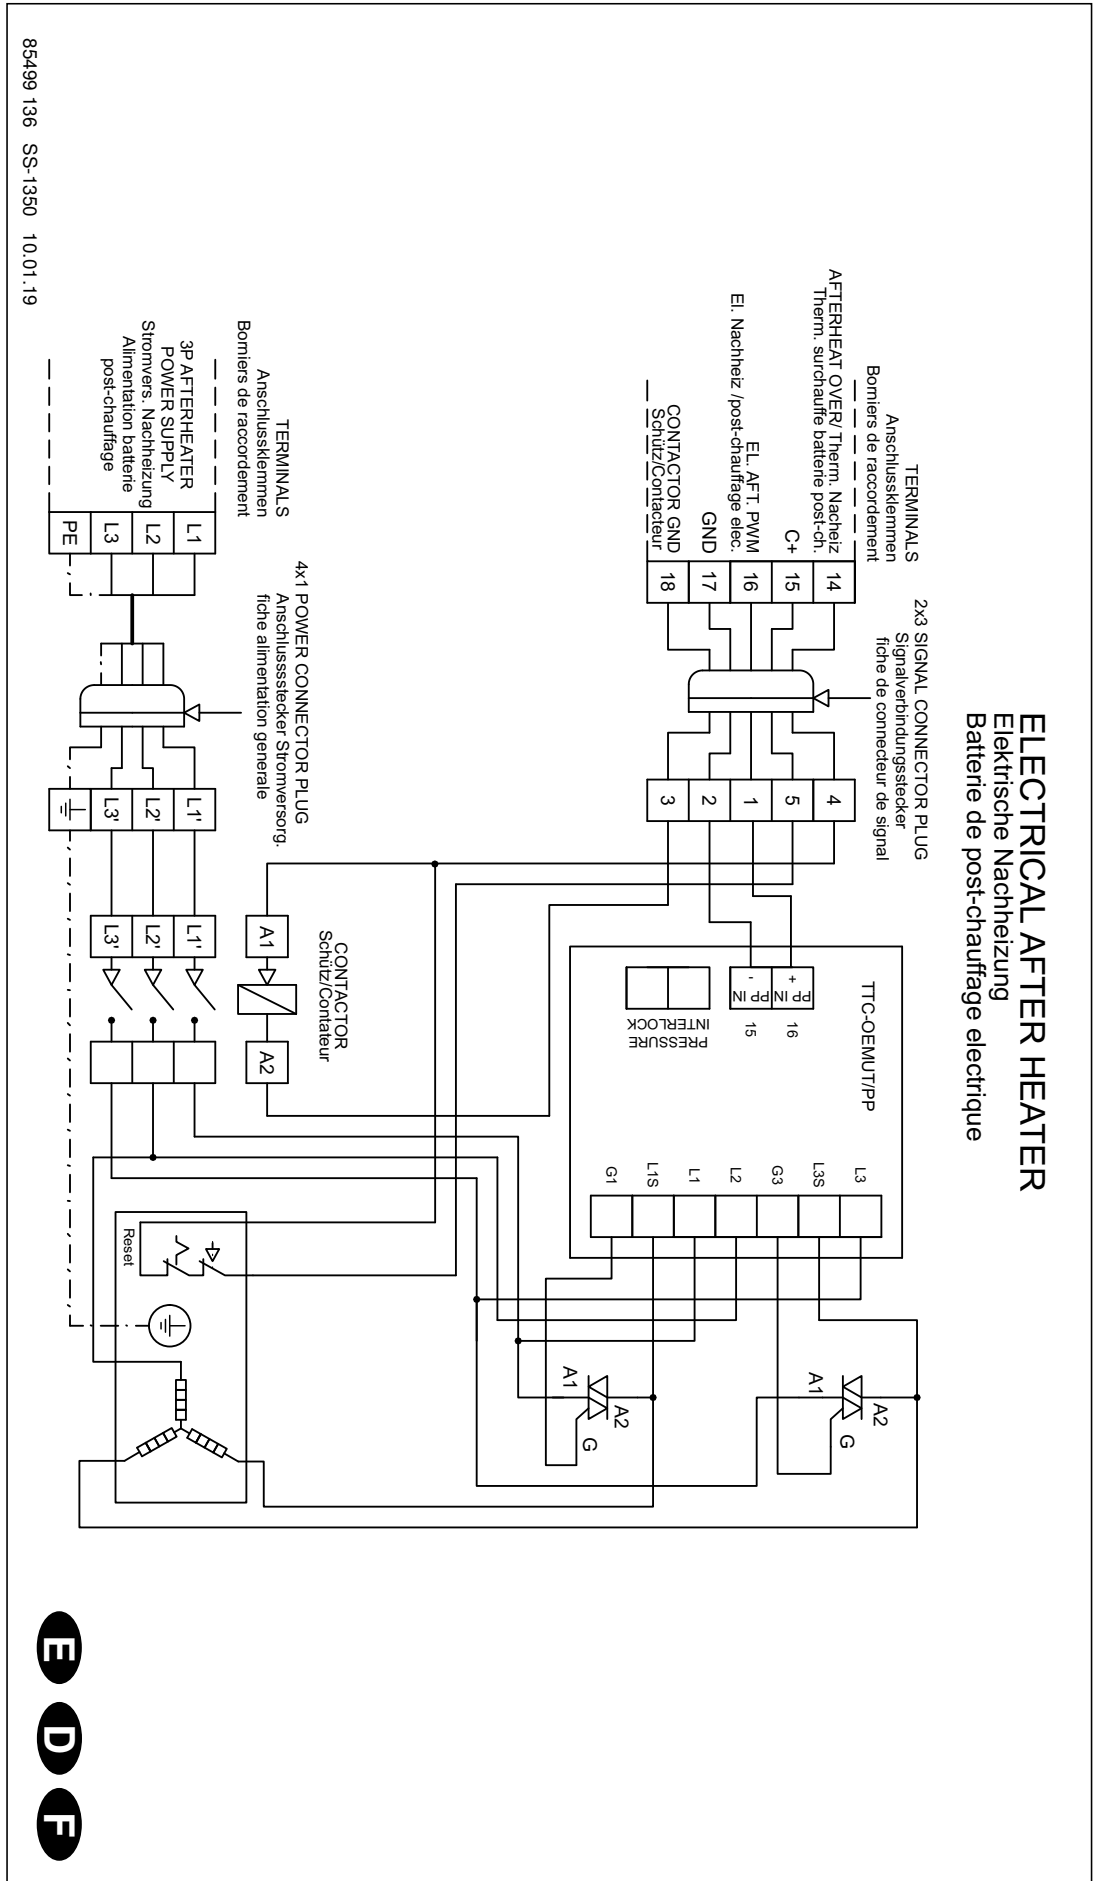 ELECTRICAL AFTER HEATER
Elektrische Nachheizung
Batterie de post-chauffage electrique
TERMINALS
Anschlussklemmen
Borniers de raccordement
AFTERHEAT OVER/ Therm. Nacheiz
Therm. surchauffe batterie post-ch.
C+
EL. AFT. PWM
El. Nachheiz /post-chauffage elec.
GND
CONTACTOR GND
Schütz/Contacteur
14
15
16
17
18
2x3 SIGNAL CONNECTOR PLUG
Signalverbindungsstecker
fiche de connecteur de signal
4
5
1
2
3
TTC-OEMUT/PP
+
PP IN
-
PP IN
16
15
PRESSURE
INTERLOCK
L3
L3S
G3
L2
L1
L1S
G1
A1
A2
G
A1
A2
G
TERMINALS
Anschlussklemmen
Borniers de raccordement
3P AFTERHEATER
POWER SUPPLY
Stromvers. Nachheizung
Alimentation batterie
post-chauffage
L1
L2
L3
PE
4x1 POWER CONNECTOR PLUG
Anschlussstecker Stromversorg.
fiche alimentation generale
L1'
L2'
L3'
CONTACTOR
Schütz/Contateur
A1
A2
L1'
L2'
L3'
Reset
85499 136 SS-1350 10.01.19
E D F